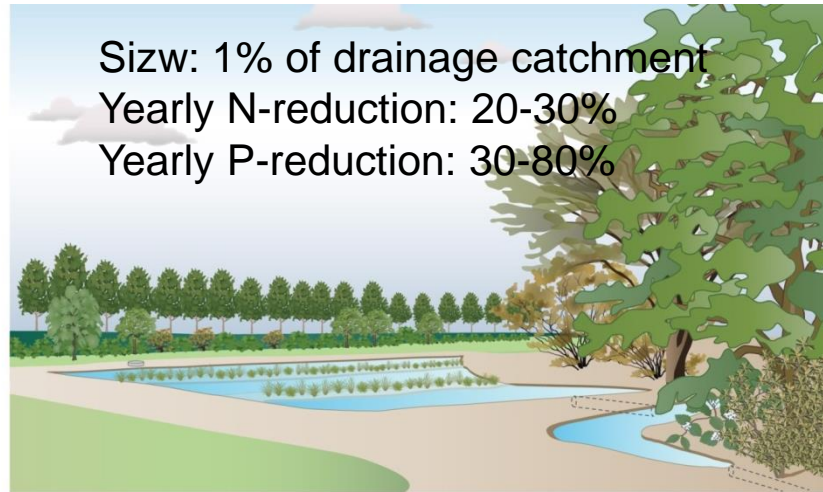 Sizw: 1% of drainage catchment
Yearly N-reduction: 20-30%
Yearly P-reduction: 30-80%